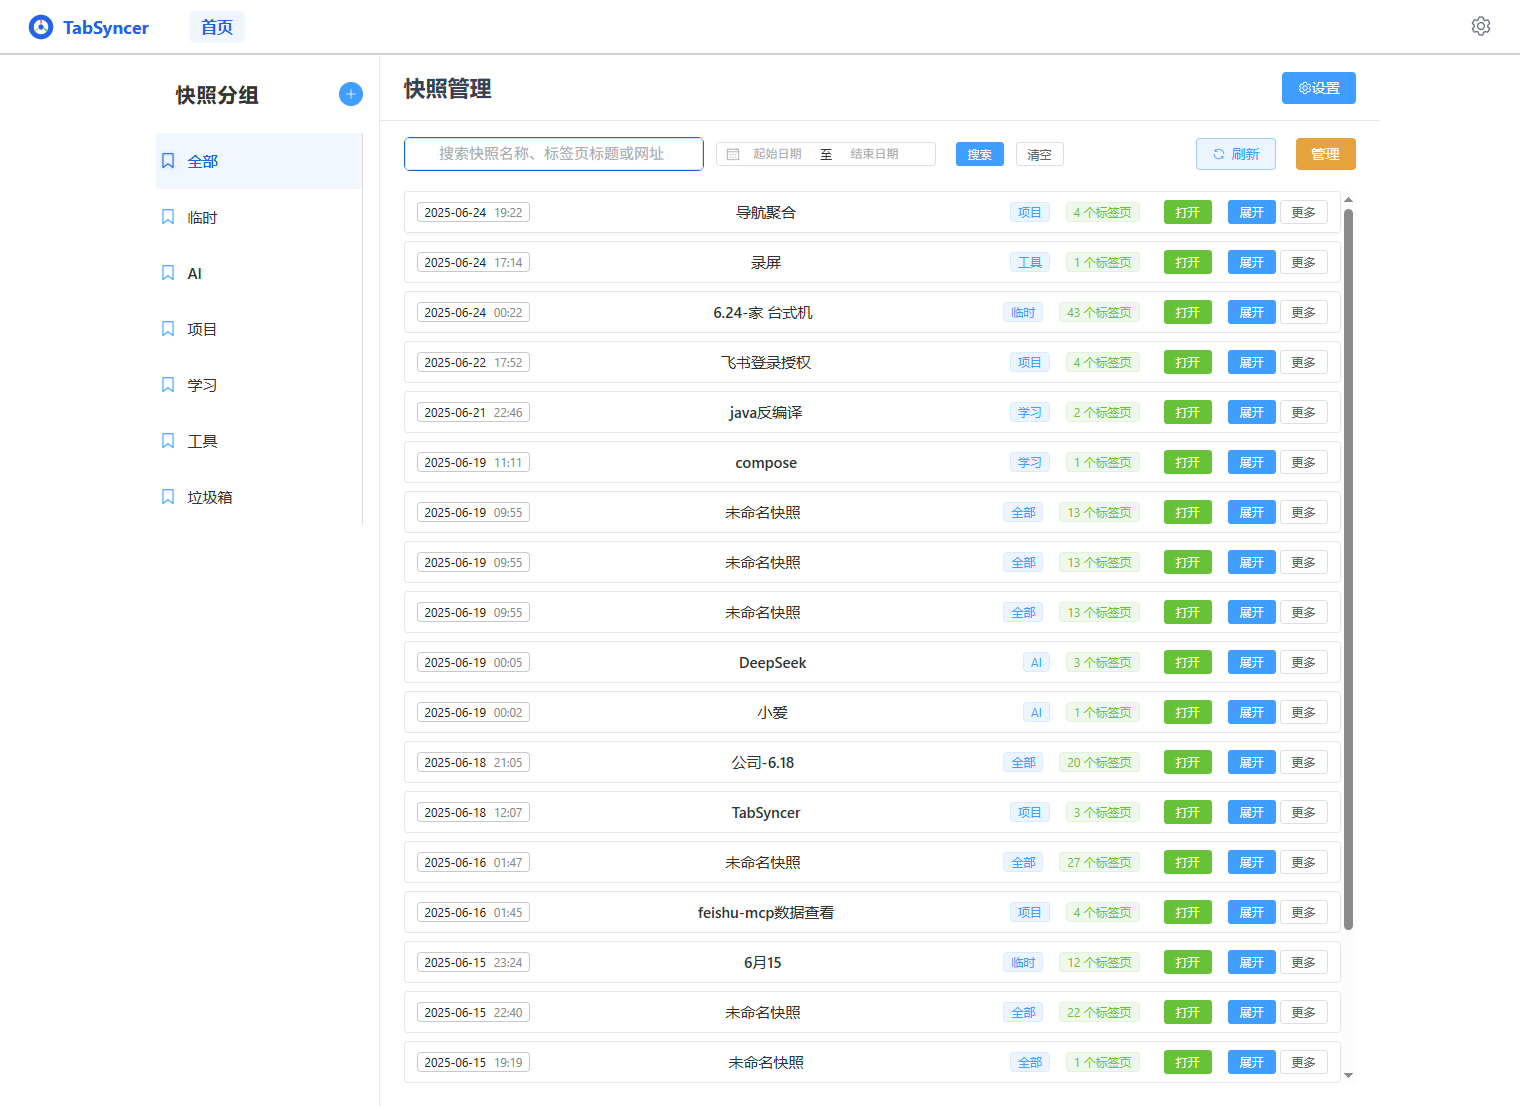 TabSyncer 首页
快照分组
全部
临时
AI
项目
学习
工具
垃圾箱
快照管理 设置
搜索快照名称、标签页标题或网址 起始日期 至 结束日期 搜索 清空 刷新 管理
2025-06-24 19:22 导航聚合 项目 4 个标签页 打开 展开 更多
2025-06-24 17:14 录屏 工具 1 个标签页 打开 展开 更多
2025-06-24 00:22 6.24-家 台式机 临时 43 个标签页 打开 展开 更多
2025-06-22 17:52 飞书登录授权 项目 4 个标签页 打开 展开 更多
2025-06-21 22:46 java反编译 学习 2 个标签页 打开 展开 更多
2025-06-19 11:11 compose 学习 1 个标签页 打开 展开 更多
2025-06-19 09:55 未命名快照 全部 13 个标签页 打开 展开 更多
2025-06-19 09:55 未命名快照 全部 13 个标签页 打开 展开 更多
2025-06-19 09:55 未命名快照 全部 13 个标签页 打开 展开 更多
2025-06-19 00:05 DeepSeek AI 3 个标签页 打开 展开 更多
2025-06-19 00:02 小爱 AI 1 个标签页 打开 展开 更多
2025-06-18 21:05 公司-6.18 全部 20 个标签页 打开 展开 更多
2025-06-18 12:07 TabSyncer 项目 3 个标签页 打开 展开 更多
2025-06-16 01:47 未命名快照 全部 27 个标签页 打开 展开 更多
2025-06-16 01:45 feishu-mcp数据查看 项目 4 个标签页 打开 展开 更多
2025-06-15 23:24 6月15 临时 12 个标签页 打开 展开 更多
2025-06-15 22:40 未命名快照 全部 22 个标签页 打开 展开 更多
2025-06-15 19:19 未命名快照 全部 1 个标签页 打开 展开 更多